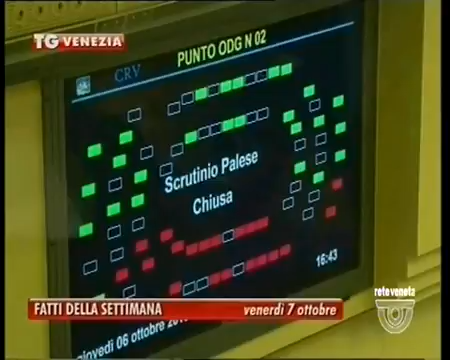 TG VENEZIA
CRV
PUNTO ODG N 02
Scrutinio Palese
Chiusa
16:43
reteveneta
FATTI DELLA SETTIMANA
venerdì 7 ottobre
giovedì 06 ottobre